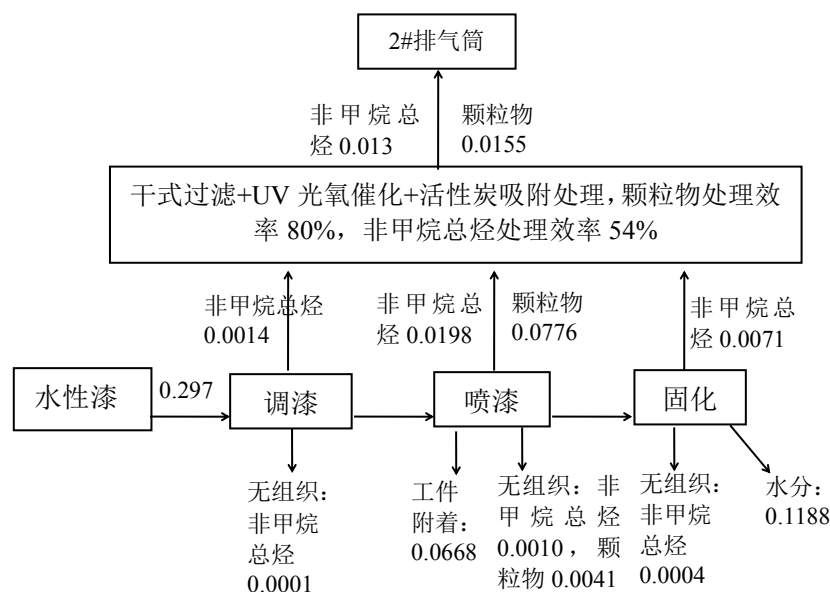 2#排气筒
非甲烷总
烃 0.013
颗粒物
0.0155
干式过滤+UV 光氧催化+活性炭吸附处理，颗粒物处理效
率 80%，非甲烷总烃处理效率 54%
非甲烷总烃
0.0014
非甲烷总
烃 0.0198
颗粒物
0.0776
非甲烷总
烃 0.0071
水性漆
0.297
调漆
喷漆
固化
无组织：
非甲烷
总烃
0.0001
工件
附着：
0.0668
无组织：非
甲烷总烃
0.0010，颗
粒物 0.0041
无组织：
非甲烷
总烃
0.0004
水分：
0.1188